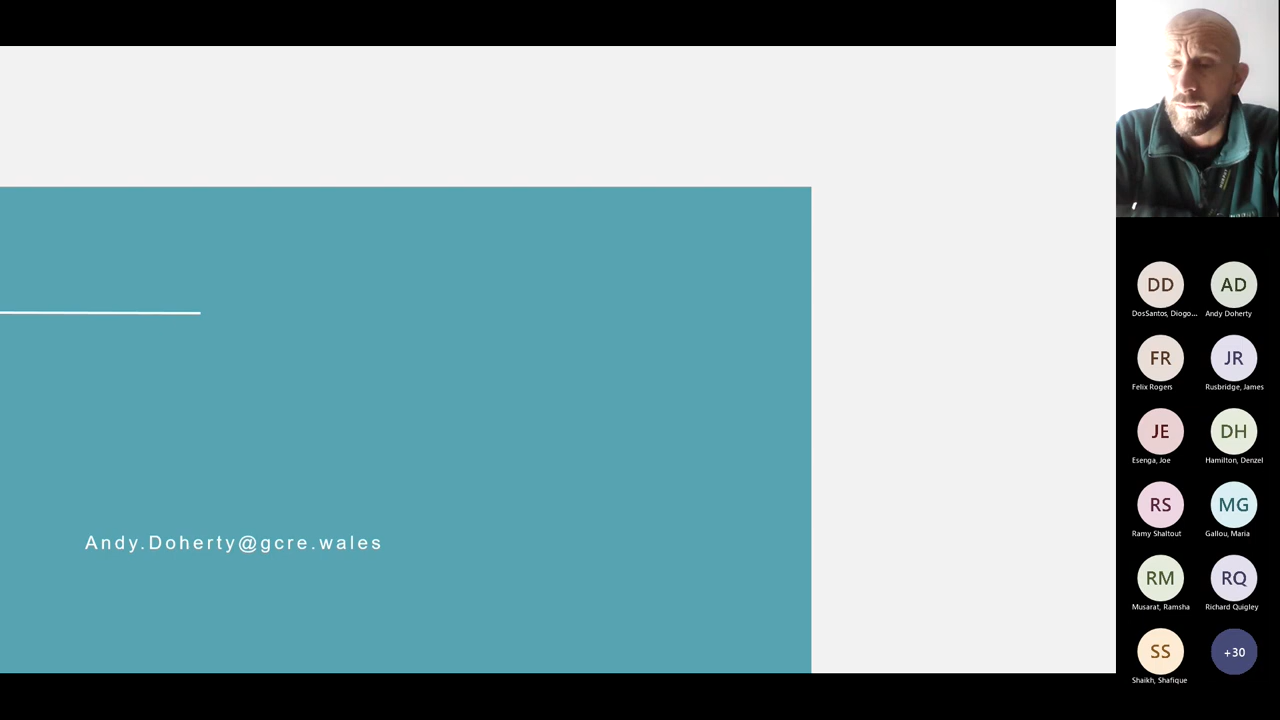 Andy.Doherty@gcre.wales
DD
AD
DosSantos, Diogo...
Andy Doherty
FR
JR
Felix Rogers
Rusbridge, James
JE
DH
Esenga, Joe
Hamilton, Denzel
RS
MG
Ramy Shaltout
Gallou, Maria
RM
RQ
Musarat, Ramsha
Richard Quigley
SS
+30
Shaikh, Shafique